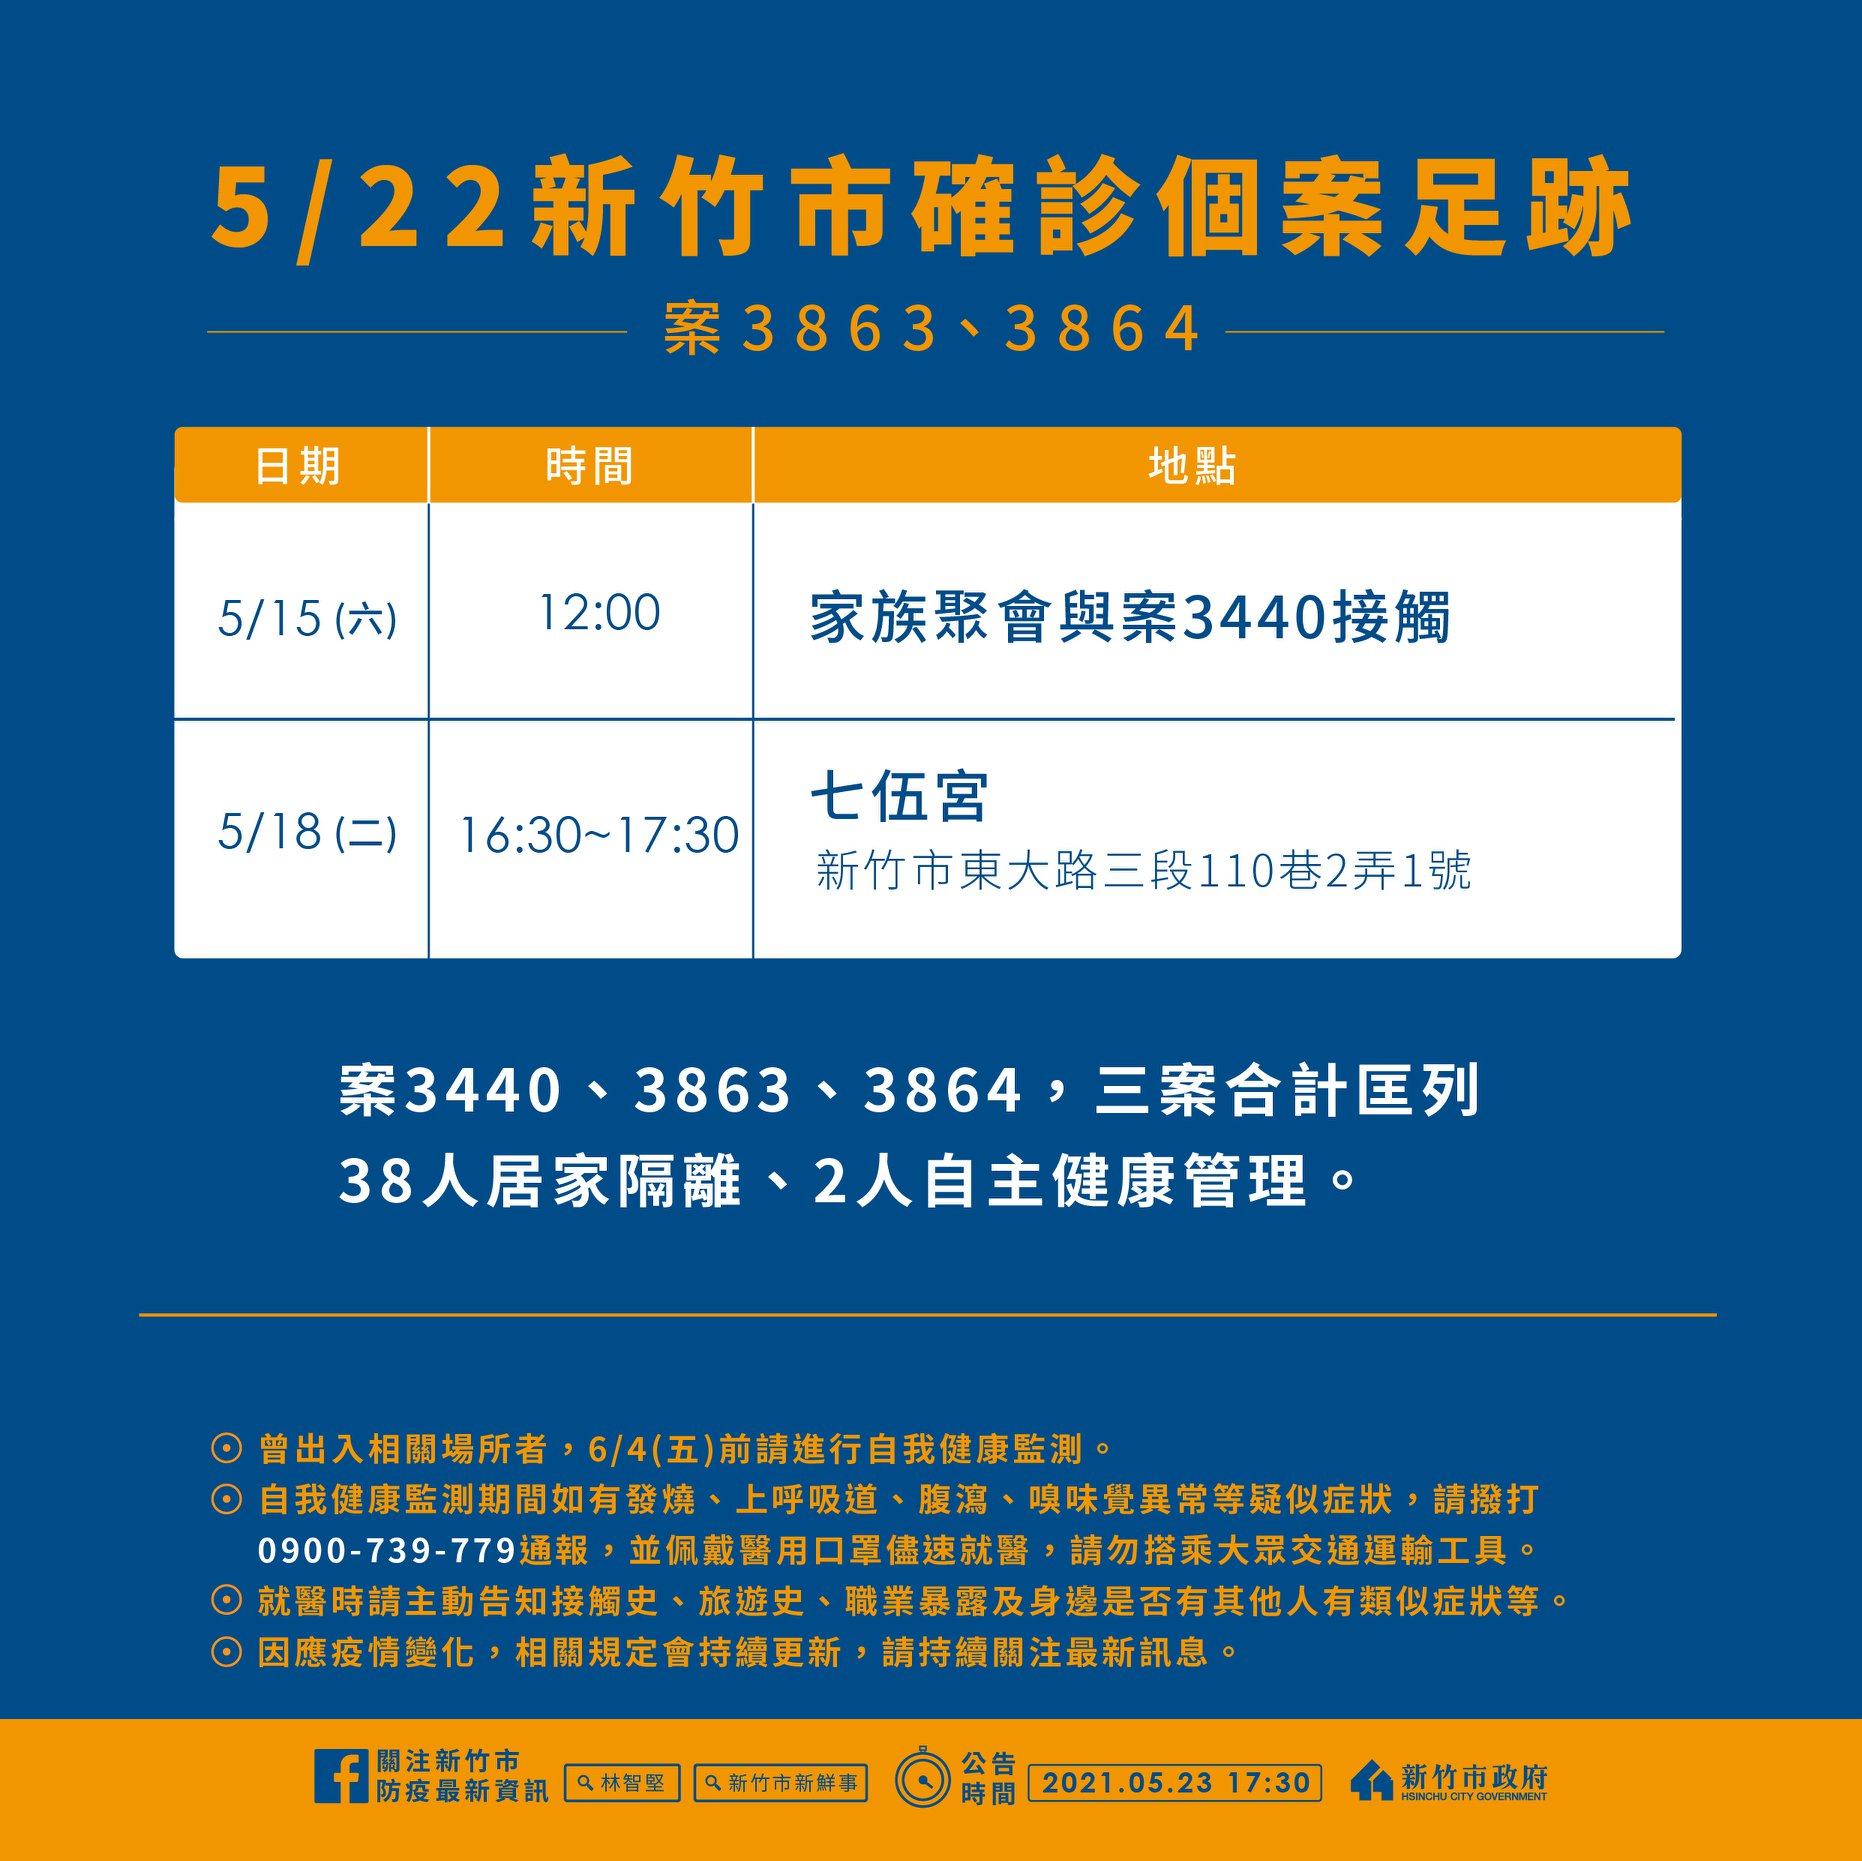 5/22新竹市確診個案足跡
案3863、3864
日期 時間 地點
5/15 (六) 12:00 家族聚會與案3440接觸
5/18 (二) 16:30~17:30 七伍宮
新竹市東大路三段110巷2弄1號
案3440、3863、3864，三案合計匡列
38人居家隔離、2人自主健康管理。
曾出入相關場所者，6/4(五)前請進行自我健康監測。
自我健康監測期間如有發燒、上呼吸道、腹瀉、嗅味覺異常等疑似症狀，請撥打
0900-739-779通報，並佩戴醫用口罩儘速就醫，請勿搭乘大眾交通運輸工具。
就醫時請主動告知接觸史、旅遊史、職業暴露及身邊是否有其他人有類似症狀等。
因應疫情變化，相關規定會持續更新，請持續關注最新訊息。
關注新竹市
防疫最新資訊
林智堅
新竹市新鮮事
公告
時間
2021.05.23 17:30
新竹市政府
HSINCHU CITY GOVERNMENT